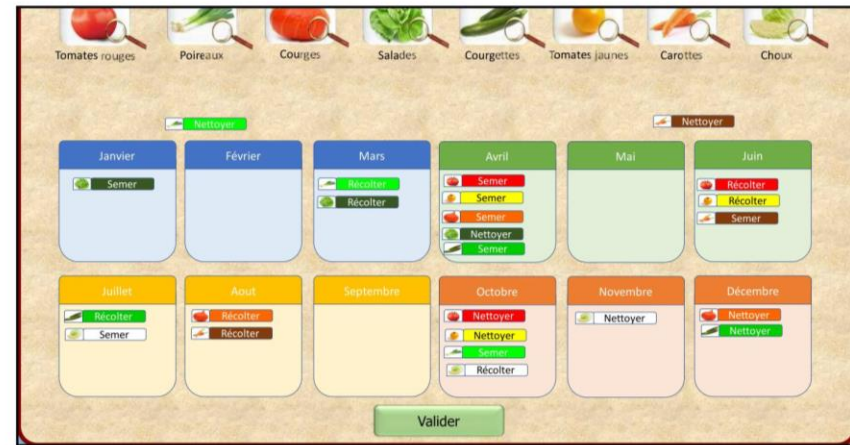 Tomates rouges Poireaux Courges Salades Courgettes Tomates jaunes Carottes Choux
Nettoyer Nettoyer
Janvier Février Mars Avril Mai Juin
Semer
Récolter
Récolter
Semer
Semer
Semer
Nettoyer
Semer
Récolter
Récolter
Semer
Juillet Aout Septembre Octobre Novembre Décembre
Récolter
Semer
Récolter
Récolter
Nettoyer
Nettoyer
Semer
Récolter
Nettoyer
Nettoyer
Nettoyer
Valider